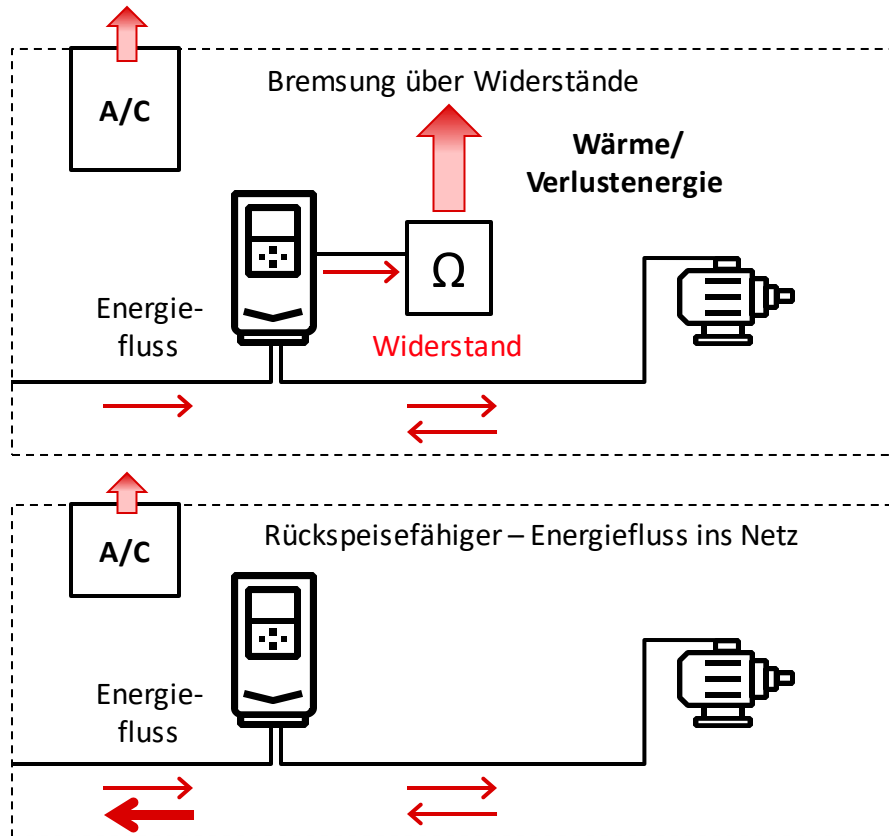 A/C
Bremsung über Widerstände
Wärme/
Verlustenergie
Ω
Energie-
fluss
Widerstand
A/C
Rückspeisefähiger – Energiefluss ins Netz
Energie-
fluss